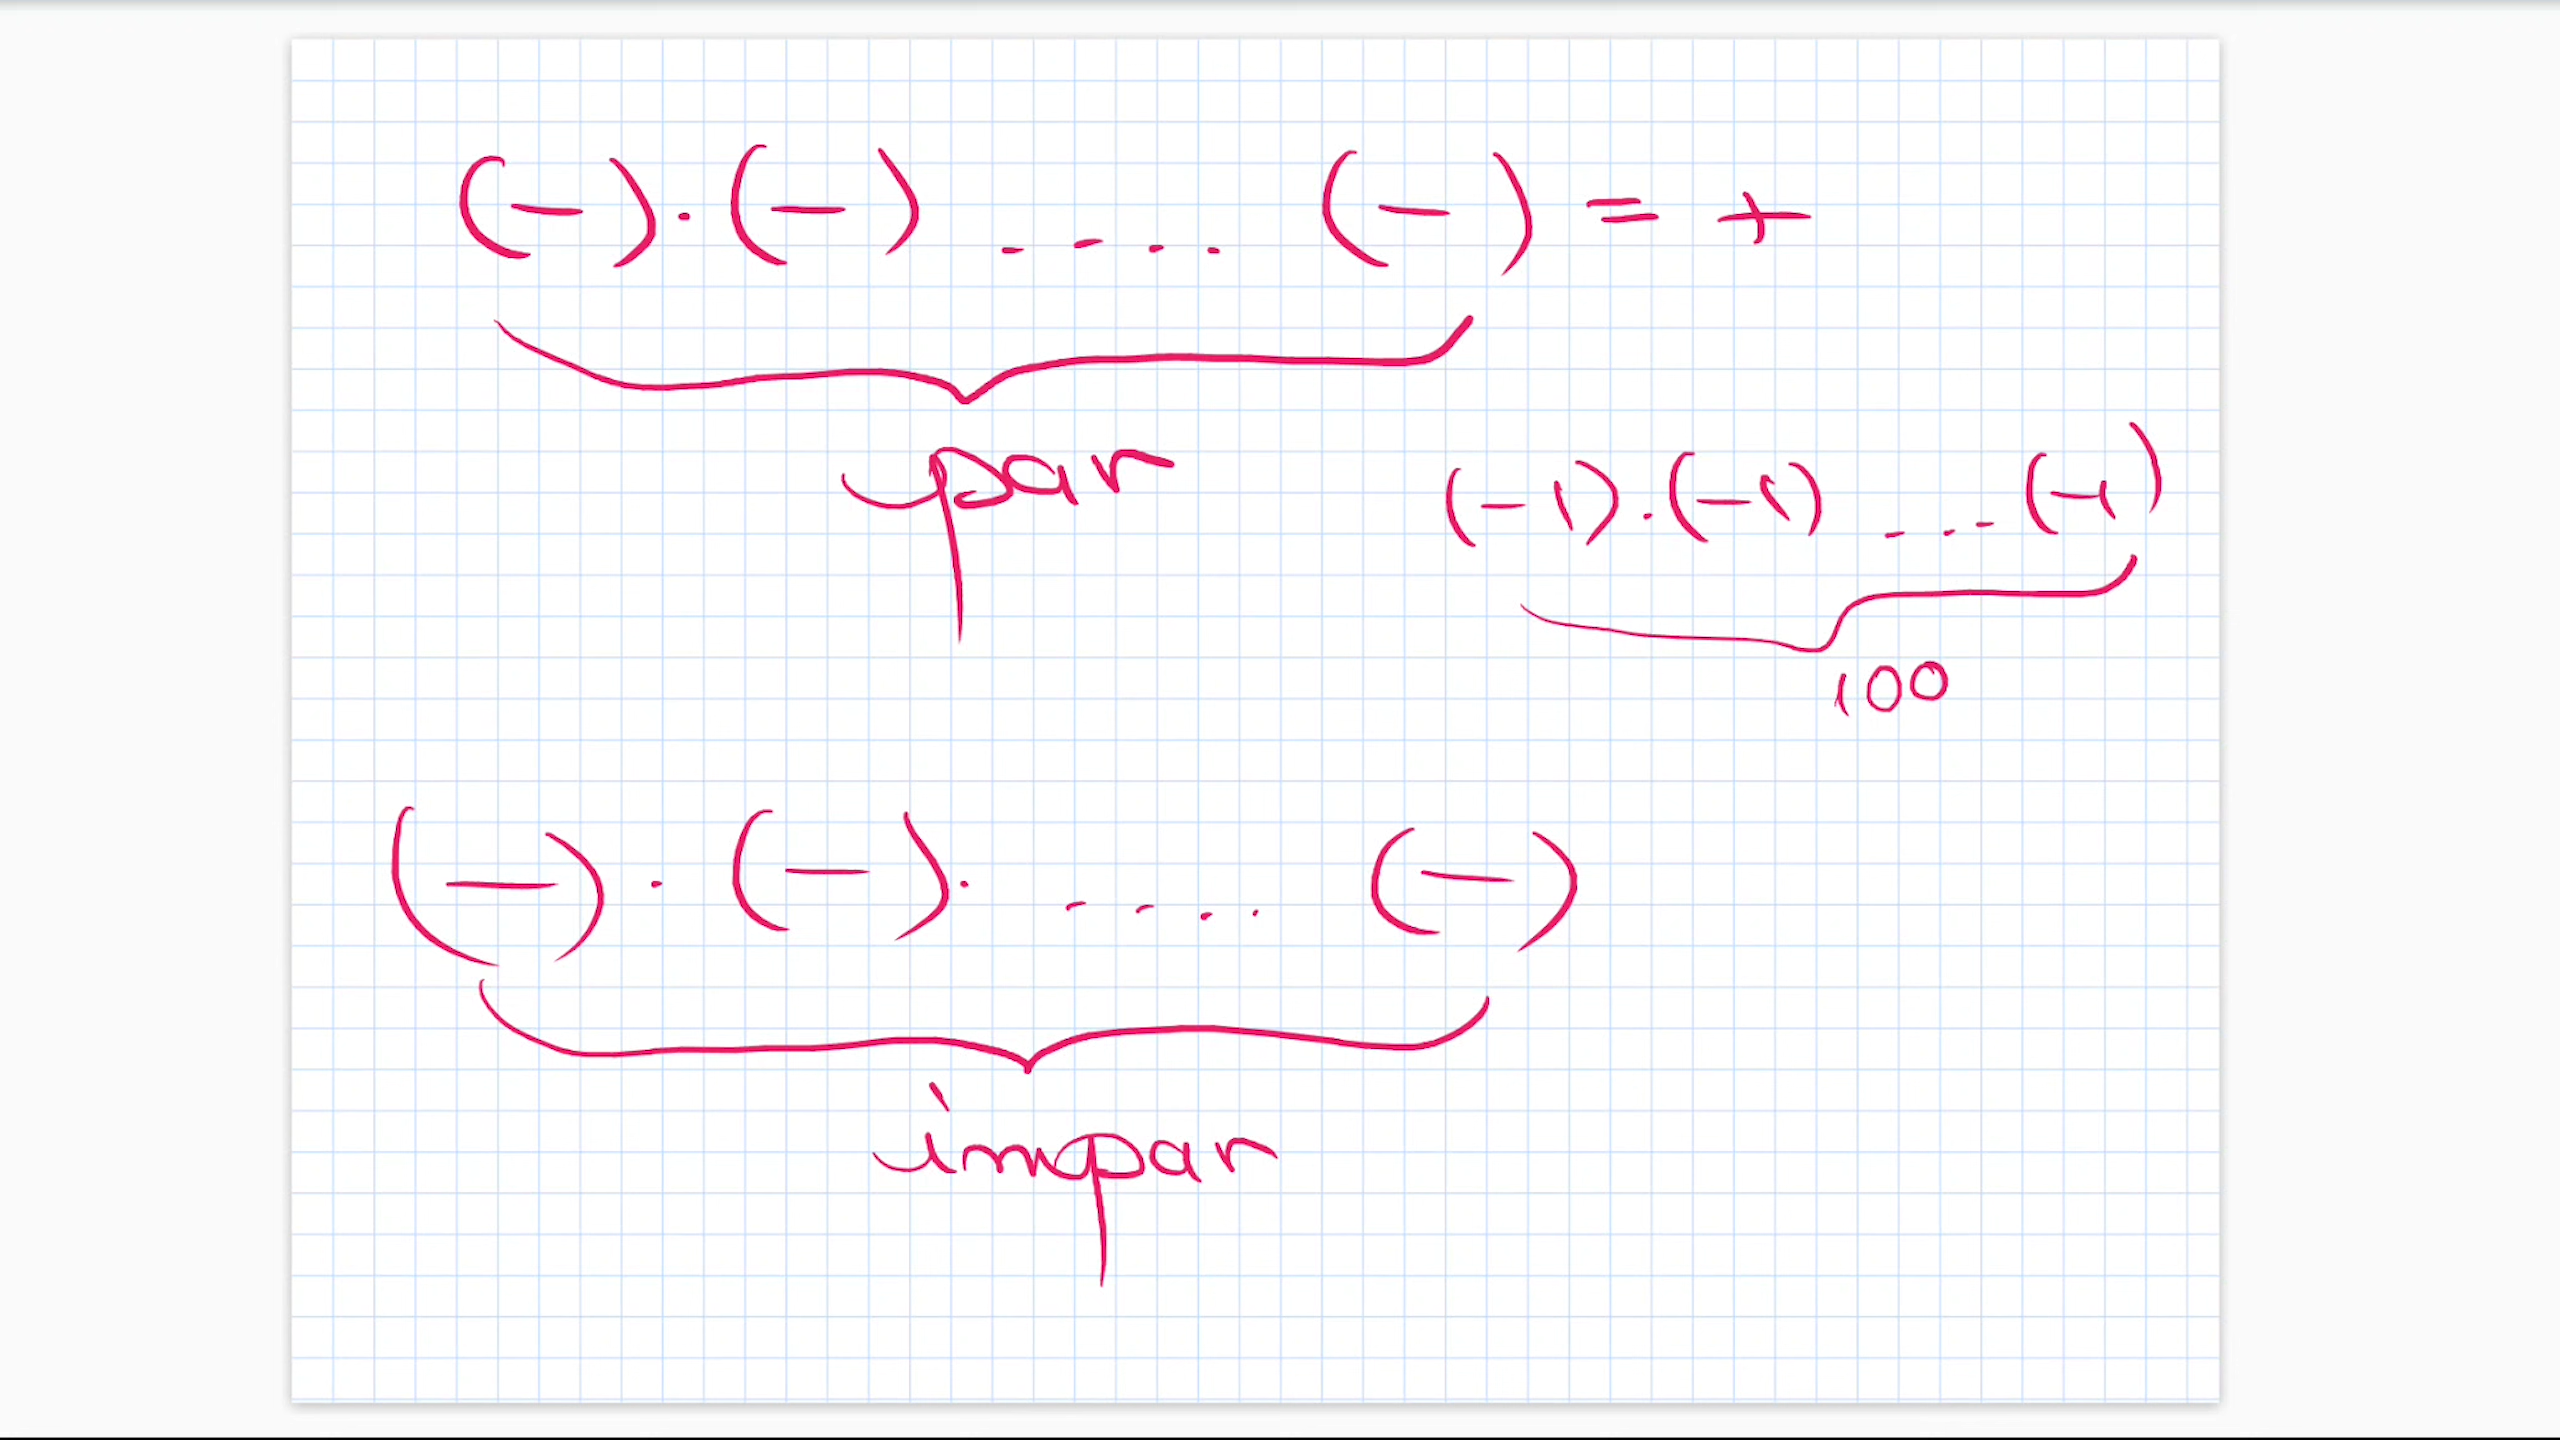 (-)·(-) .... (-) = +
par
(-1)·(-1) ... (-1)
100
(-)·(-)· .... (-)
impar